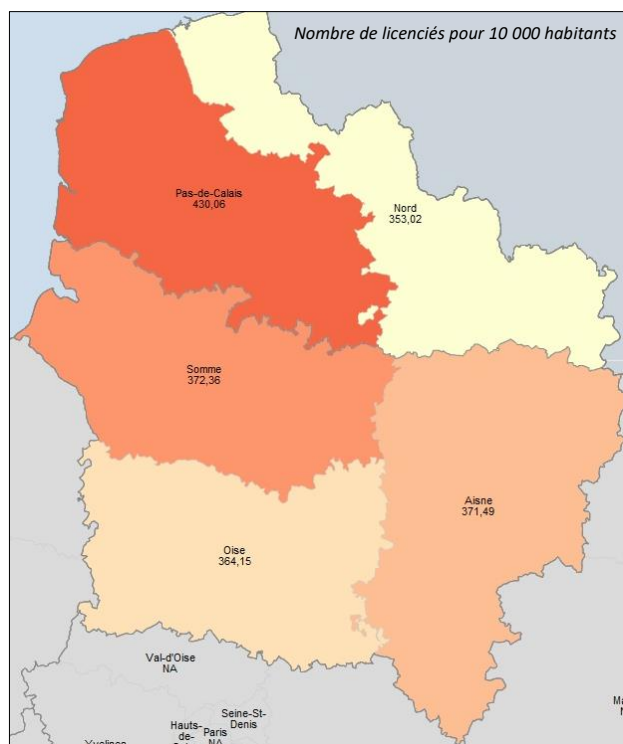 Nombre de licenciés pour 10 000 habitants
Pas-de-Calais
430,06
Nord
353,02
Somme
372,36
Aisne
371,49
Oise
364,15
Val-d'Oise
NA
Seine-St-
Denis
Hauts-
de-
Paris
NA